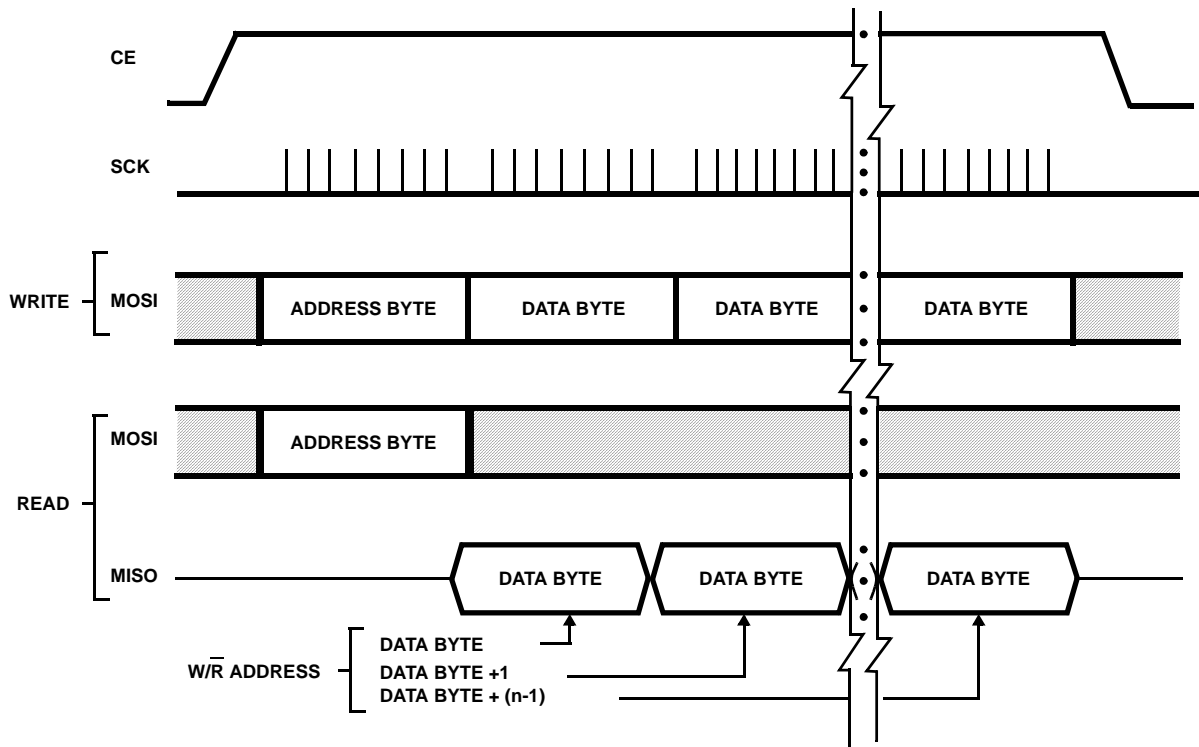 CE
SCK
WRITE
MOSI
ADDRESS BYTE
DATA BYTE
DATA BYTE
DATA BYTE
READ
MOSI
ADDRESS BYTE
MISO
DATA BYTE
DATA BYTE
DATA BYTE
W/R̅ ADDRESS
DATA BYTE
DATA BYTE +1
DATA BYTE + (n-1)